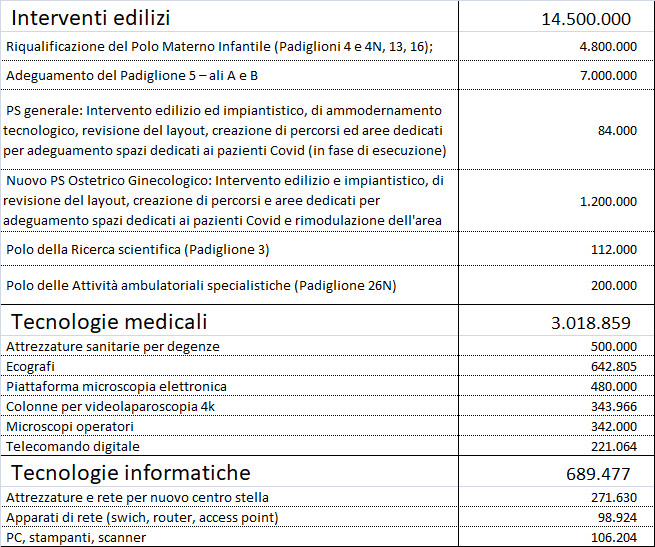 Interventi edilizi 14.500.000
Riqualificazione del Polo Materno Infantile (Padiglioni 4 e 4N, 13, 16); 4.800.000
Adeguamento del Padiglione 5 – ali A e B 7.000.000
PS generale: Intervento edilizio ed impiantistico, di ammodernamento
tecnologico, revisione del layout, creazione di percorsi ed aree dedicati 84.000
per adeguamento spazi dedicati ai pazienti Covid (in fase di esecuzione)
Nuovo PS Ostetrico Ginecologico: Intervento edilizio e impiantistico, di
revisione del layout, creazione di percorsi e aree dedicati per 1.200.000
adeguamento spazi dedicati ai pazienti Covid e rimodulazione dell'area
Polo della Ricerca scientifica (Padiglione 3) 112.000
Polo delle Attività ambulatoriali specialistiche (Padiglione 26N) 200.000
Tecnologie medicali 3.018.859
Attrezzature sanitarie per degenze 500.000
Ecografi 642.805
Piattaforma microscopia elettronica 480.000
Colonne per videolaparoscopia 4k 343.966
Microscopi operatori 342.000
Telecomando digitale 221.064
Tecnologie informatiche 689.477
Attrezzature e rete per nuovo centro stella 271.630
Apparati di rete (swich, router, access point) 98.924
PC, stampanti, scanner 106.204